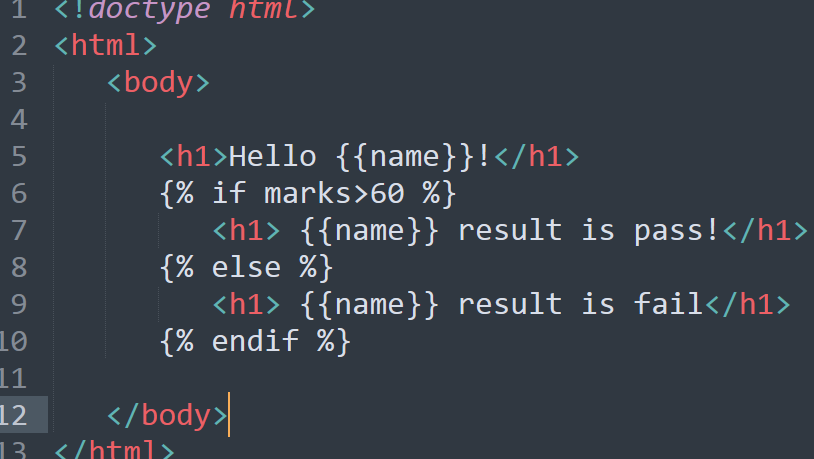 1 <!doctype html>
2 <html>
3 <body>
4
5 <h1>Hello {{name}}!</h1>
6 {% if marks>60 %}
7 <h1> {{name}} result is pass!</h1>
8 {% else %}
9 <h1> {{name}} result is fail</h1>
10 {% endif %}
11
12 </body>
13 </html>